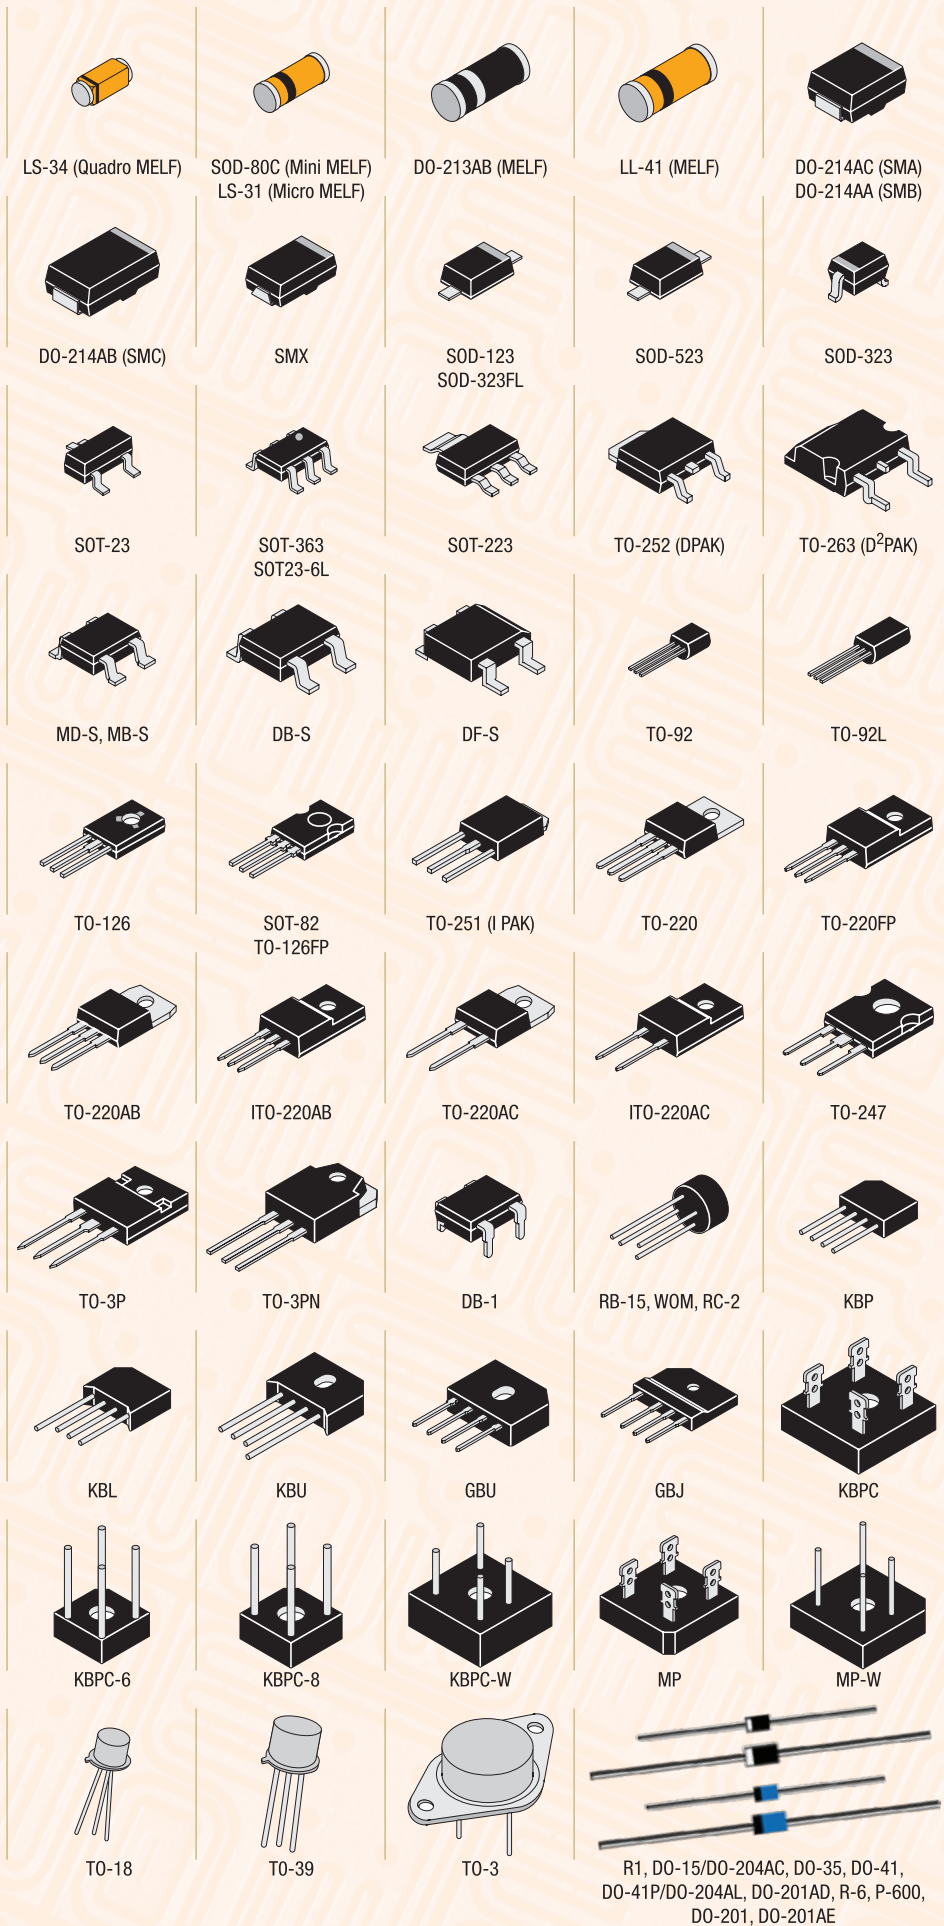 LS-34 (Quadro MELF)
SOD-80C (Mini MELF)
LS-31 (Micro MELF)
DO-213AB (MELF)
LL-41 (MELF)
DO-214AC (SMA)
DO-214AA (SMB)
DO-214AB (SMC)
SMX
SOD-123
SOD-323FL
SOD-523
SOD-323
SOT-23
SOT-363
SOT23-6L
SOT-223
TO-252 (DPAK)
TO-263 (D²PAK)
MD-S, MB-S
DB-S
DF-S
TO-92
TO-92L
TO-126
SOT-82
TO-126FP
TO-251 (I PAK)
TO-220
TO-220FP
TO-220AB
ITO-220AB
TO-220AC
ITO-220AC
TO-247
TO-3P
TO-3PN
DB-1
RB-15, WOM, RC-2
KBP
KBL
KBU
GBU
GBJ
KBPC
KBPC-6
KBPC-8
KBPC-W
MP
MP-W
TO-18
TO-39
TO-3
R1, DO-15/DO-204AC, DO-35, DO-41,
DO-41P/DO-204AL, DO-201AD, R-6, P-600,
DO-201, DO-201AE